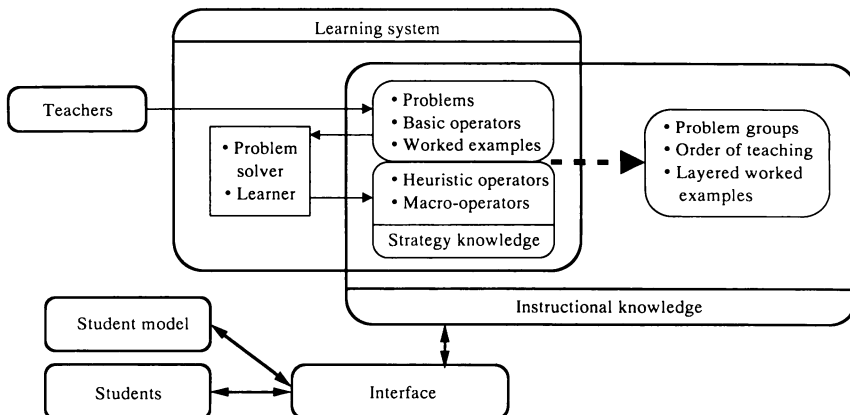 Learning system
Teachers
• Problems
• Basic operators
• Worked examples
• Problem
solver
• Learner
• Heuristic operators
• Macro-operators
Strategy knowledge
• Problem groups
• Order of teaching
• Layered worked
examples
Instructional knowledge
Student model
Students
Interface